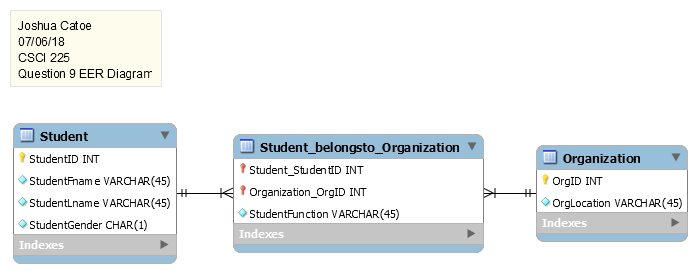 Joshua Catoe
07/06/18
CSCI 225
Question 9 EER Diagram
Student
StudentID INT
StudentFname VARCHAR(45)
StudentLname VARCHAR(45)
StudentGender CHAR(1)
Indexes
Student_belongsto_Organization
Student_StudentID INT
Organization_OrgID INT
StudentFunction VARCHAR(45)
Indexes
Organization
OrgID INT
OrgLocation VARCHAR(45)
Indexes